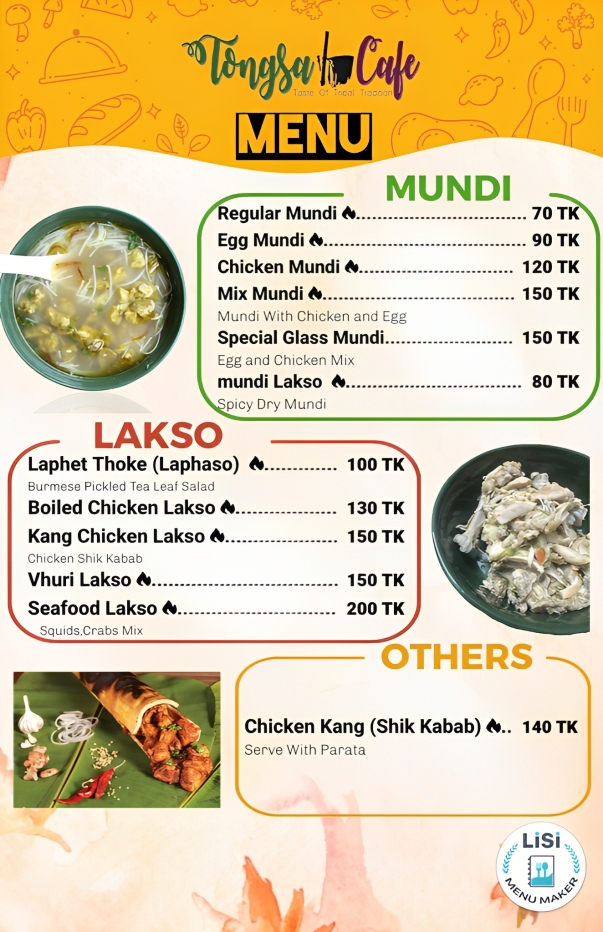 Tongsa Cafe
Taste Of Tribal Tradition
MENU
MUNDI
Regular Mundi 🔥........................................ 70 TK
Egg Mundi 🔥................................................ 90 TK
Chicken Mundi 🔥...................................... 120 TK
Mix Mundi 🔥............................................... 150 TK
Mundi With Chicken and Egg
Special Glass Mundi............................... 150 TK
Egg and Chicken Mix
mundi Lakso 🔥.......................................... 80 TK
Spicy Dry Mundi
LAKSO
Laphet Thoke (Laphaso) 🔥................. 100 TK
Burmese Pickled Tea Leaf Salad
Boiled Chicken Lakso 🔥........................ 130 TK
Kang Chicken Lakso 🔥........................... 150 TK
Chicken Shik Kabab
Vhuri Lakso 🔥............................................. 150 TK
Seafood Lakso 🔥....................................... 200 TK
Squids,Crabs Mix
OTHERS
Chicken Kang (Shik Kabab) 🔥.. 140 TK
Serve With Parata
LiSi
MENU MAKER